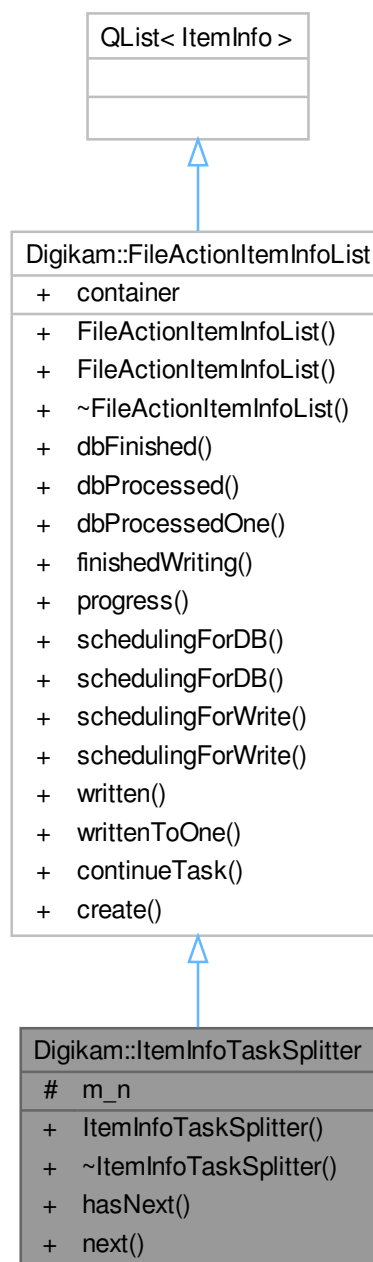 QList< ItemInfo >
Digikam::FileActionItemInfoList
+ container
+ FileActionItemInfoList()
+ FileActionItemInfoList()
+ ~FileActionItemInfoList()
+ dbFinished()
+ dbProcessed()
+ dbProcessedOne()
+ finishedWriting()
+ progress()
+ schedulingForDB()
+ schedulingForDB()
+ schedulingForWrite()
+ schedulingForWrite()
+ written()
+ writtenToOne()
+ continueTask()
+ create()
Digikam::ItemInfoTaskSplitter
# m_n
+ ItemInfoTaskSplitter()
+ ~ItemInfoTaskSplitter()
+ hasNext()
+ next()